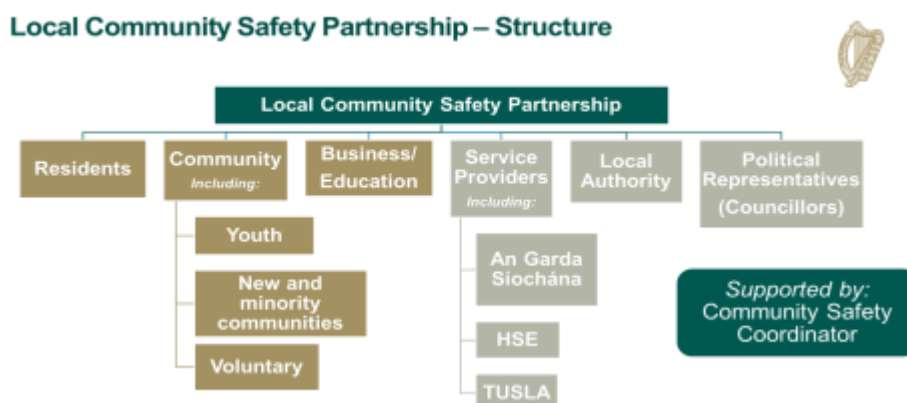 Local Community Safety Partnership – Structure
Local Community Safety Partnership
Residents
Community
Including:
Youth
New and
minority
communities
Voluntary
Business/
Education
Service
Providers
Including:
An Garda
Síochána
HSE
TUSLA
Local
Authority
Political
Representatives
(Councillors)
Supported by:
Community Safety
Coordinator